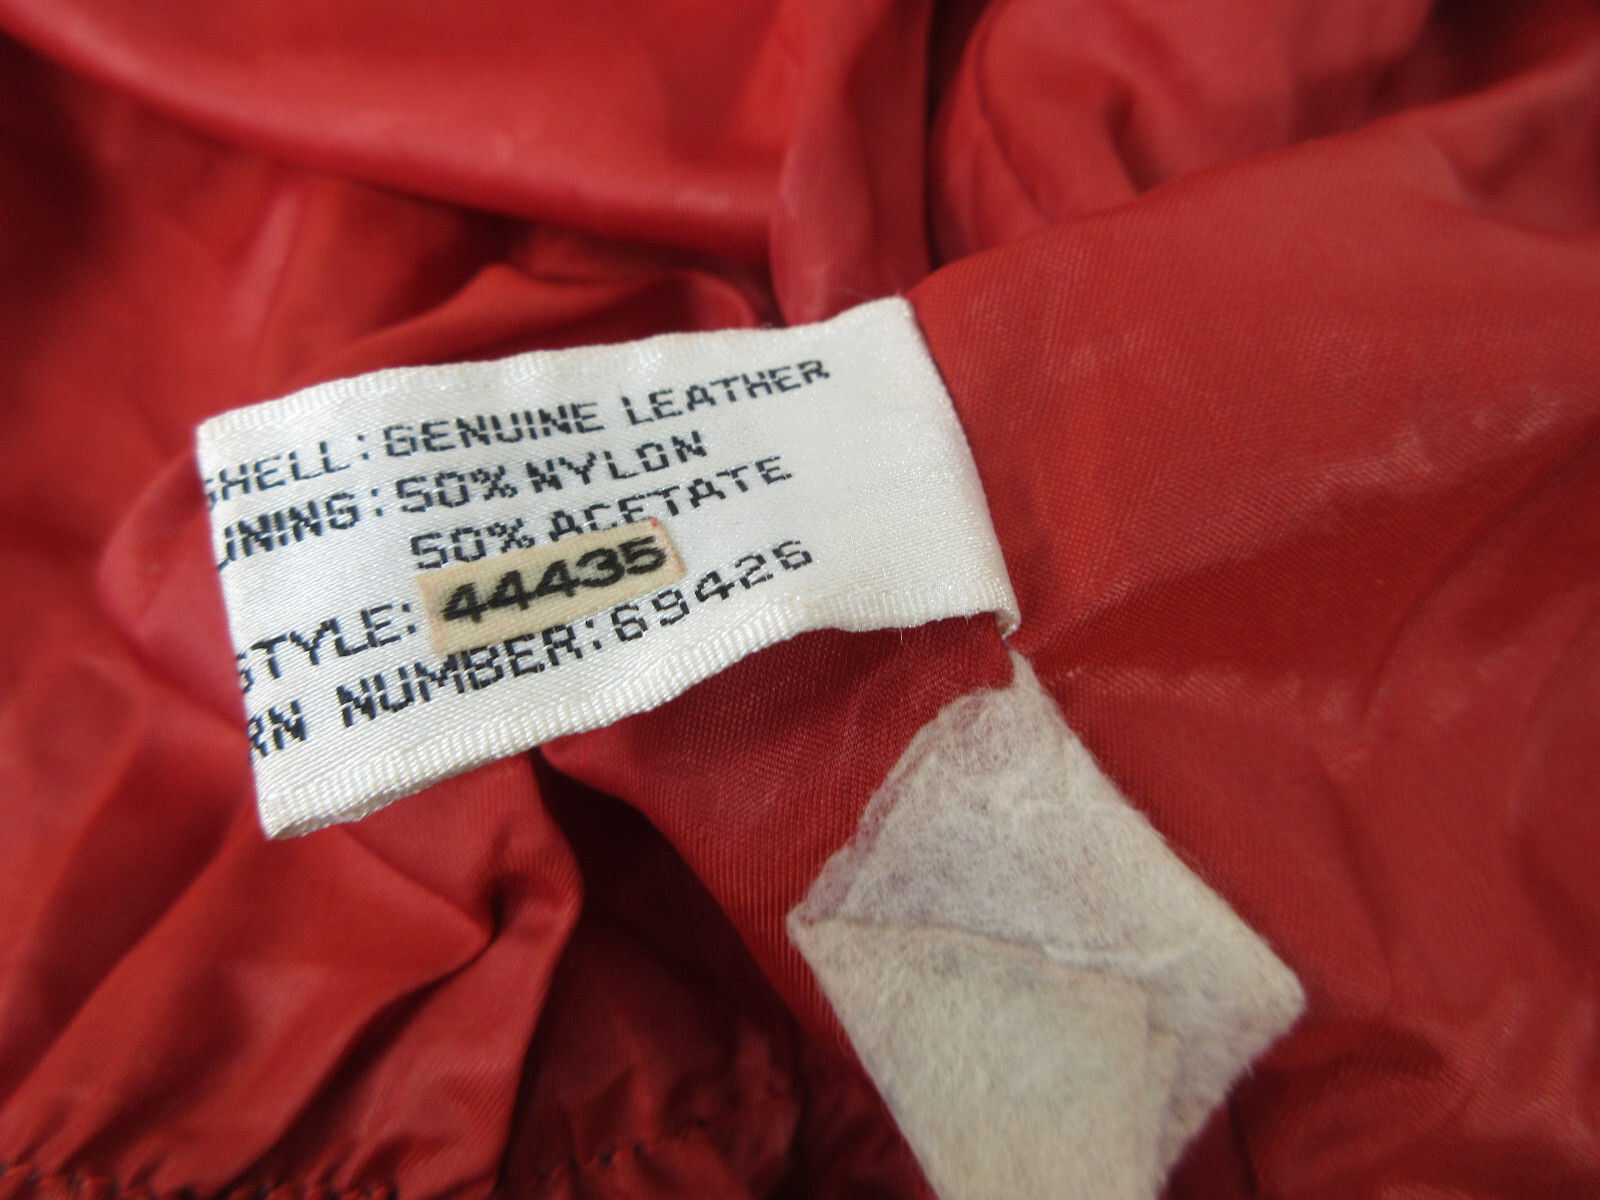 SHELL: GENUINE LEATHER
LINING: 50% NYLON
50% ACETATE
STYLE: 44435
RN NUMBER: 69426